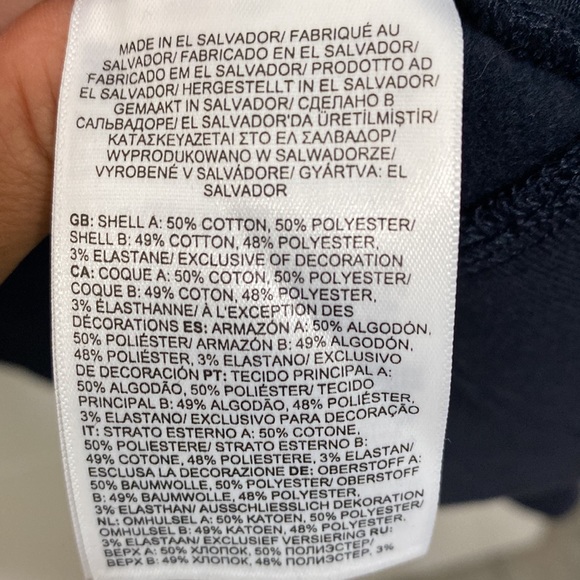 MADE IN EL SALVADOR/ FABRIQUÉ AU
SALVADOR/ FABRICADO EN EL SALVADOR/
FABRICADO EM EL SALVADOR/ PRODOTTO AD
EL SALVADOR/ HERGESTELLT IN EL SALVADOR/
GEMAAKT IN SALVADOR/ СДЕЛАНО В
САЛЬВАДОРЕ/ EL SALVADOR'DA ÜRETİLMİŞTİR/
ΚΑΤΑΣΚΕΥΑΖΕΤΑΙ ΣΤΟ ΕΛ ΣΑΛΒΑΔΟΡ/
WYPRODUKOWANO W SALWADORZE/
VYROBENÉ V SALVÁDORE/ GYÁRTVA: EL
SALVADOR
GB: SHELL A: 50% COTTON, 50% POLYESTER/
SHELL B: 49% COTTON, 48% POLYESTER,
3% ELASTANE/ EXCLUSIVE OF DECORATION
CA: COQUE A: 50% COTON, 50% POLYESTER/
COQUE B: 49% COTON, 48% POLYESTER,
3% ÉLASTHANNE/ À L'EXCEPTION DES
DÉCORATIONS ES: ARMAZÓN A: 50% ALGODÓN,
50% POLIÉSTER/ ARMAZÓN B: 49% ALGODÓN,
48% POLIÉSTER, 3% ELASTANO/ EXCLUSIVO
DE DECORACIÓN PT: TECIDO PRINCIPAL A:
50% ALGODÃO, 50% POLIÉSTER/ TECIDO
PRINCIPAL B: 49% ALGODÃO, 48% POLIÉSTER,
3% ELASTANO/ EXCLUSIVO PARA DECORAÇÃO
IT: STRATO ESTERNO A: 50% COTONE,
50% POLIESTERE/ STRATO ESTERNO B:
49% COTONE, 48% POLIESTERE, 3% ELASTAN/
ESCLUSA LA DECORAZIONE DE: OBERSTOFF A:
50% BAUMWOLLE, 50% POLYESTER/ OBERSTOFF
B: 49% BAUMWOLLE, 48% POLYESTER,
3% ELASTHAN/ AUSSCHLIESSLICH DEKORATION
NL: OMHULSEL A: 50% KATOEN, 50% POLYESTER/
OMHULSEL B: 49% KATOEN, 48% POLYESTER,
3% ELASTAAN/ EXCLUSIEF VERSIERING RU:
ВЕРХ А: 50% ХЛОПОК, 50% ПОЛИЭСТЕР/
ВЕРХ В: 49% ХЛОПОК, 48% ПОЛИЭСТЕР, 3%